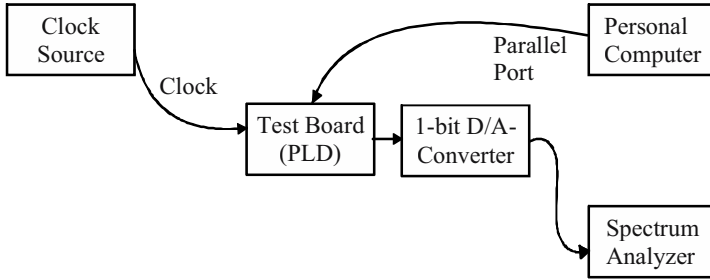 Clock
Source
Clock
Parallel
Port
Personal
Computer
Test Board
(PLD)
1-bit D/A-
Converter
Spectrum
Analyzer